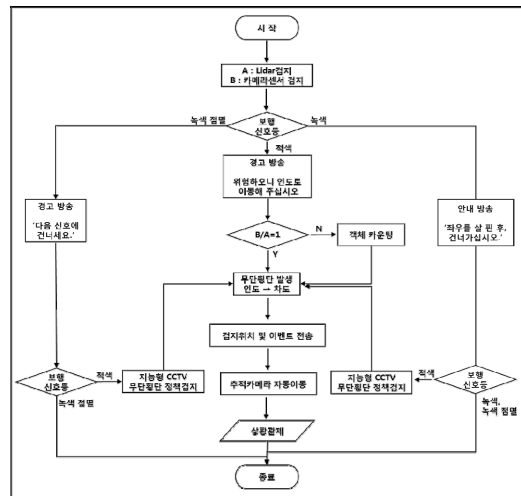 시 작
A : Lidar검지
B : 카메라센서 검지
녹색 점멸
보행
신호등
녹색
적색
경고 방송
'다음 신호에
건너세요.'
경고 방송
위험하오니 인도로
이동해 주십시오
안내 방송
'좌우를 살 핀 후,
건너가십시오.'
B/A=1
N
객체 카운팅
Y
무단횡단 발생
인도 → 차도
검지위치 및 이벤트 전송
보행
신호등
적색
지능형 CCTV
무단횡단 정책검지
추적카메라 자동이동
지능형 CCTV
무단횡단 정책검지
적색
보행
신호등
녹색 점멸
녹색,
녹색 점멸
상황관제
종료